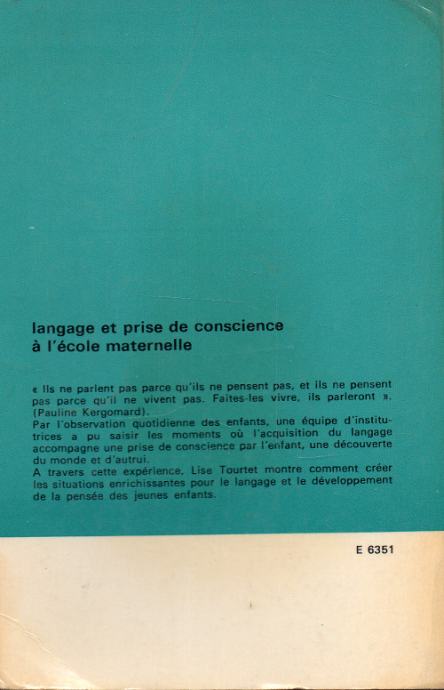 langage et prise de conscience
à l'école maternelle
« Ils ne parlent pas parce qu'ils ne pensent pas, et ils ne pensent
pas parce qu'il ne vivent pas. Faites-les vivre, ils parleront ».
(Pauline Kergomard).
Par l'observation quotidienne des enfants, une équipe d'institu-
trices a pu saisir les moments où l'acquisition du langage
accompagne une prise de conscience par l'enfant, une découverte
du monde et d'autrui.
A travers cette expérience, Lise Tourtet montre comment créer
les situations enrichissantes pour le langage et le développement
de la pensée des jeunes enfants.
E 6351